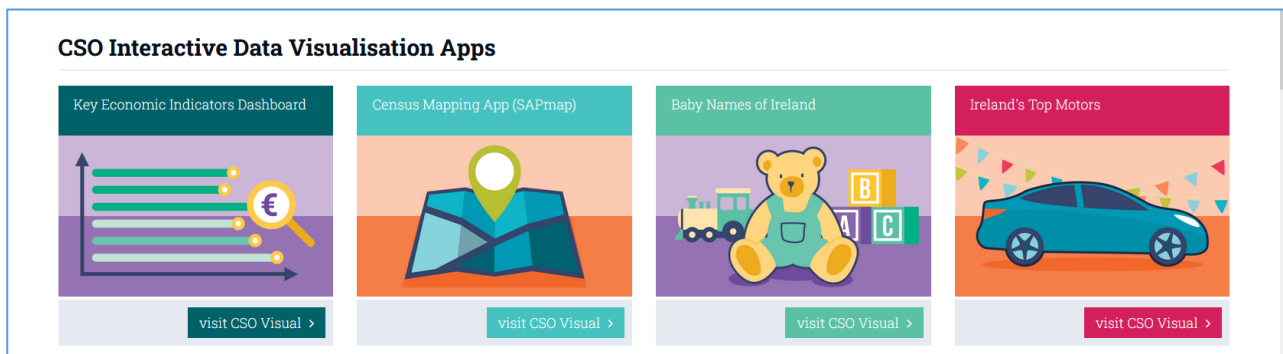 CSO Interactive Data Visualisation Apps
Key Economic Indicators Dashboard
Census Mapping App (SAPmap)
Baby Names of Ireland
Ireland's Top Motors
€
B
A C
visit CSO Visual >
visit CSO Visual >
visit CSO Visual >
visit CSO Visual >